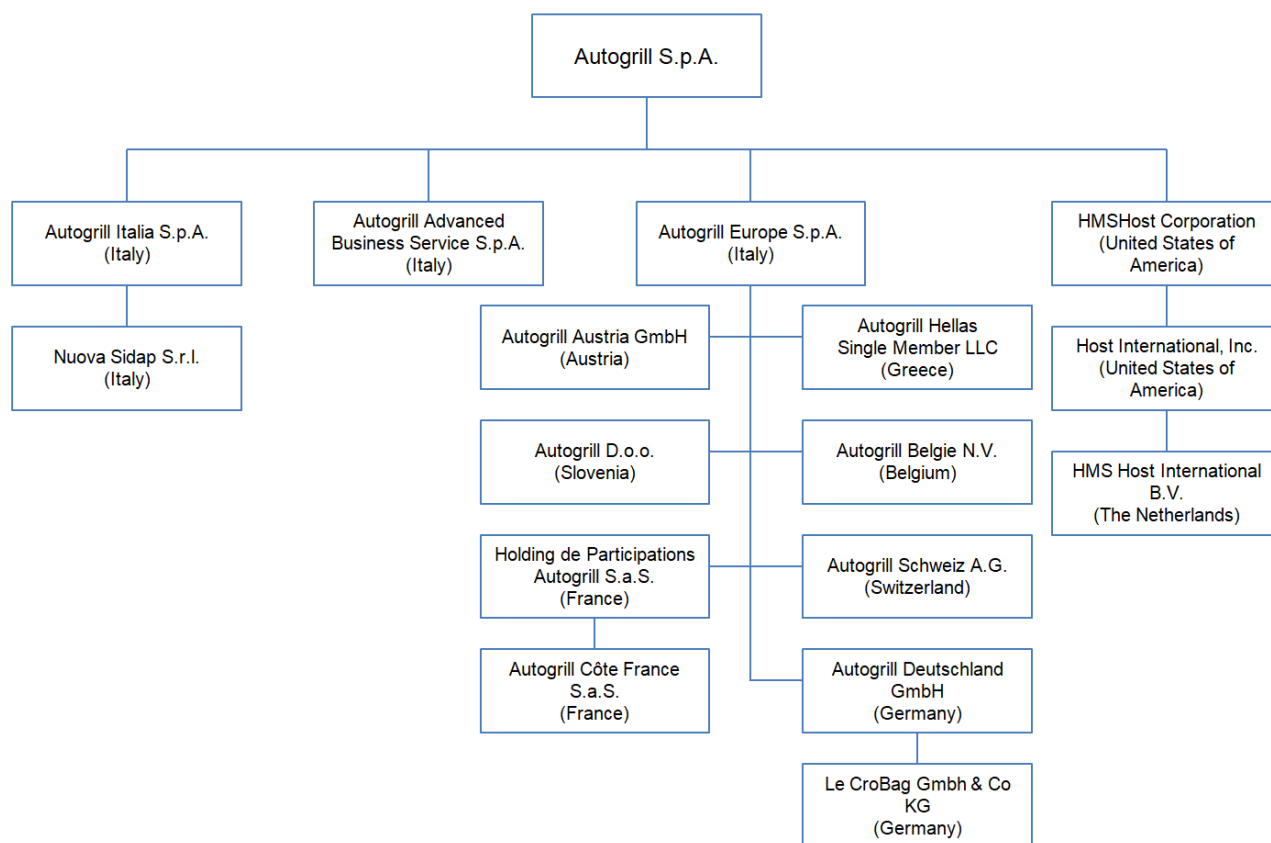 Autogrill S.p.A.
Autogrill Italia S.p.A.
(Italy)
Autogrill Advanced
Business Service S.p.A.
(Italy)
Autogrill Europe S.p.A.
(Italy)
HMSHost Corporation
(United States of
America)
Nuova Sidap S.r.l.
(Italy)
Autogrill Austria GmbH
(Austria)
Autogrill Hellas
Single Member LLC
(Greece)
Host International, Inc.
(United States of
America)
Autogrill D.o.o.
(Slovenia)
Autogrill Belgie N.V.
(Belgium)
HMS Host International
B.V.
(The Netherlands)
Holding de Participations
Autogrill S.a.S.
(France)
Autogrill Schweiz A.G.
(Switzerland)
Autogrill Côte France
S.a.S.
(France)
Autogrill Deutschland
GmbH
(Germany)
Le CroBag Gmbh & Co
KG
(Germany)